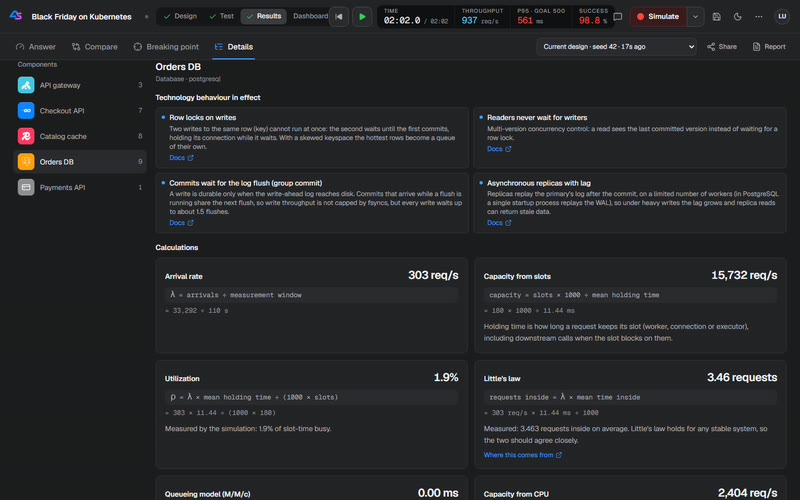 Black Friday on Kubernetes
Design
Test
Results
Dashboard
TIME
02:02.0 / 02:02
THROUGHPUT
937 req/s
P95 · GOAL 500
561 ms
SUCCESS
98.8 %
Simulate
LU
Answer
Compare
Breaking point
Details
Current design · seed 42 · 17s ago
Share
Report
Components
API gateway 3
Checkout API 7
Catalog cache 8
Orders DB 9
Payments API 1
Orders DB
Database · postgresql
Technology behaviour in effect
Row locks on writes
Two writes to the same row (key) cannot run at once: the second waits until the first commits,
holding its connection while it waits. With a skewed keyspace the hottest rows become a queue
of their own.
Docs
Readers never wait for writers
Multi-version concurrency control: a read sees the last committed version instead of waiting for a
row lock.
Docs
Commits wait for the log flush (group commit)
A write is durable only when the write-ahead log reaches disk. Commits that arrive while a flush is
running share the next flush, so write throughput is not capped by fsyncs, but every write waits up
to about 1.5 flushes.
Docs
Asynchronous replicas with lag
Replicas replay the primary's log after the commit, on a limited number of workers (in PostgreSQL
a single startup process replays the WAL), so under heavy writes the lag grows and replica reads
can return stale data.
Docs
Calculations
Arrival rate 303 req/s
λ = arrivals ÷ measurement window
= 33,292 ÷ 110 s
Capacity from slots 15,732 req/s
capacity = slots × 1000 ÷ mean holding time
= 180 × 1000 ÷ 11.44 ms
Holding time is how long a request keeps its slot (worker, connection or executor),
including downstream calls when the slot blocks on them.
Utilization 1.9%
ρ = λ × mean holding time ÷ (1000 × slots)
= 303 × 11.44 ÷ (1000 × 180)
Measured by the simulation: 1.9% of slot-time busy.
Little's law 3.46 requests
requests inside = λ × mean time inside
= 303 req/s × 11.44 ms ÷ 1000
Measured: 3.463 requests inside on average. Little's law holds for any stable system, so
the two should agree closely.
Where this comes from
Queueing model (M/M/c) 0.00 ms
Capacity from CPU 2,404 req/s